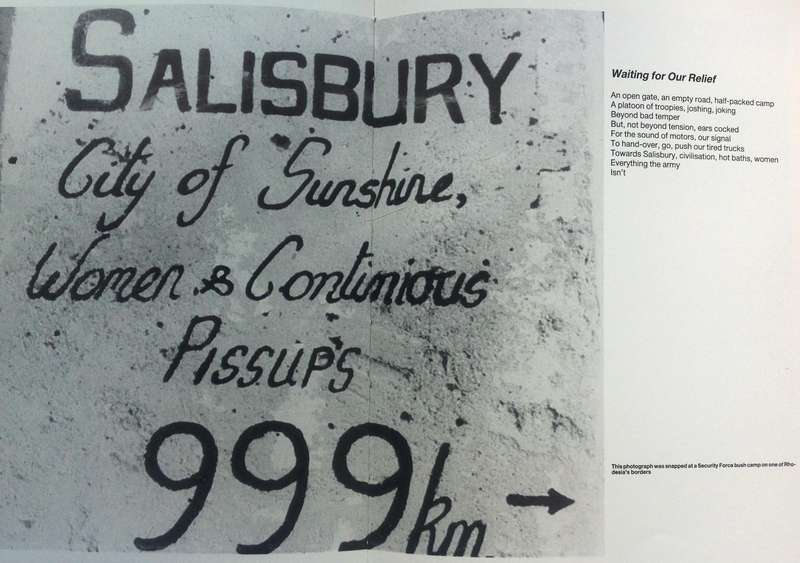 SALISBURY
City of Sunshine,
Women & Continious
PISSUPS
999km
Waiting for Our Relief
An open gate, an empty road, half-packed camp
A platoon of troopies, joshing, joking
Beyond bad temper
But, not beyond tension, ears cocked
For the sound of motors, our signal
To hand-over, go, push our tired trucks
Towards Salisbury, civilisation, hot baths, women
Everything the army
Isn't
This photograph was snapped at a Security Force bush camp on one of Rho-
desia's borders